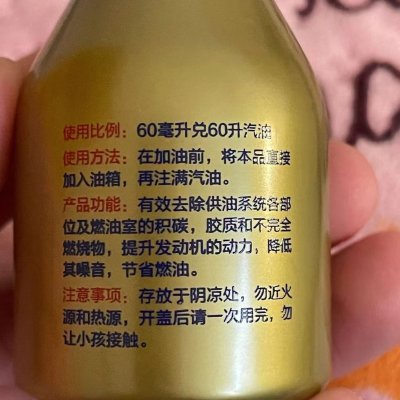 使用比例：60毫升兑60升汽油
使用方法：在加油前，将本品直接
加入油箱，再注满汽油。
产品功能：有效去除供油系统各部
位及燃油室的积碳，胶质和不完全
燃烧物，提升发动机的动力，降低
其噪音，节省燃油。
注意事项：存放于阴凉处，勿近火
源和热源，开盖后请一次用完，勿
让小孩接触。